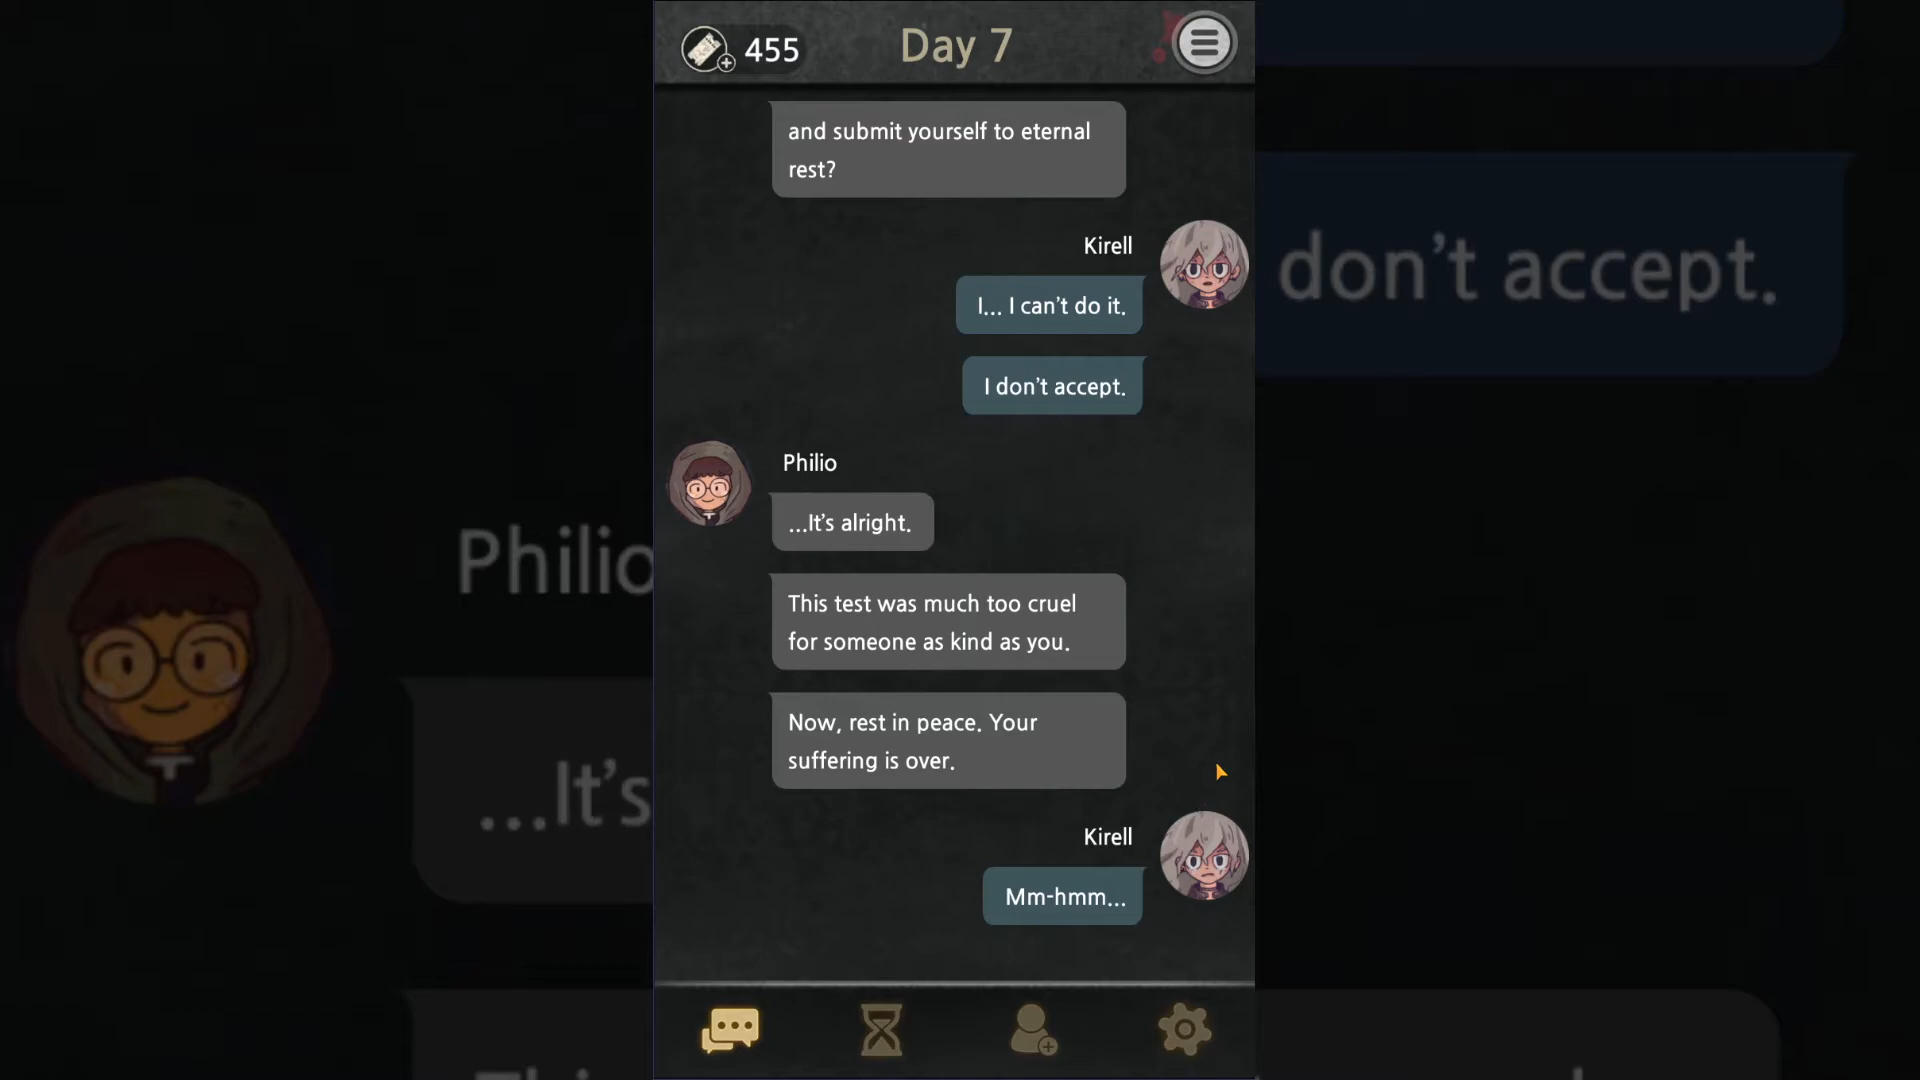 455
Day 7
and submit yourself to eternal
rest?
Kirell
I... I can't do it.
I don't accept.
Philio
...It's alright.
This test was much too cruel
for someone as kind as you.
Now, rest in peace. Your
suffering is over.
Kirell
Mm-hmm...
don't accept.
Philio
...It's